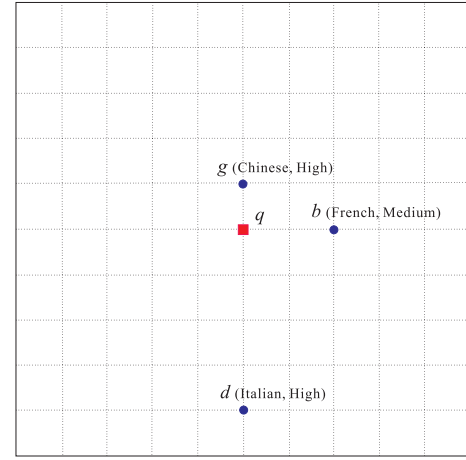 g (Chinese, High)
q
b (French, Medium)
d (Italian, High)